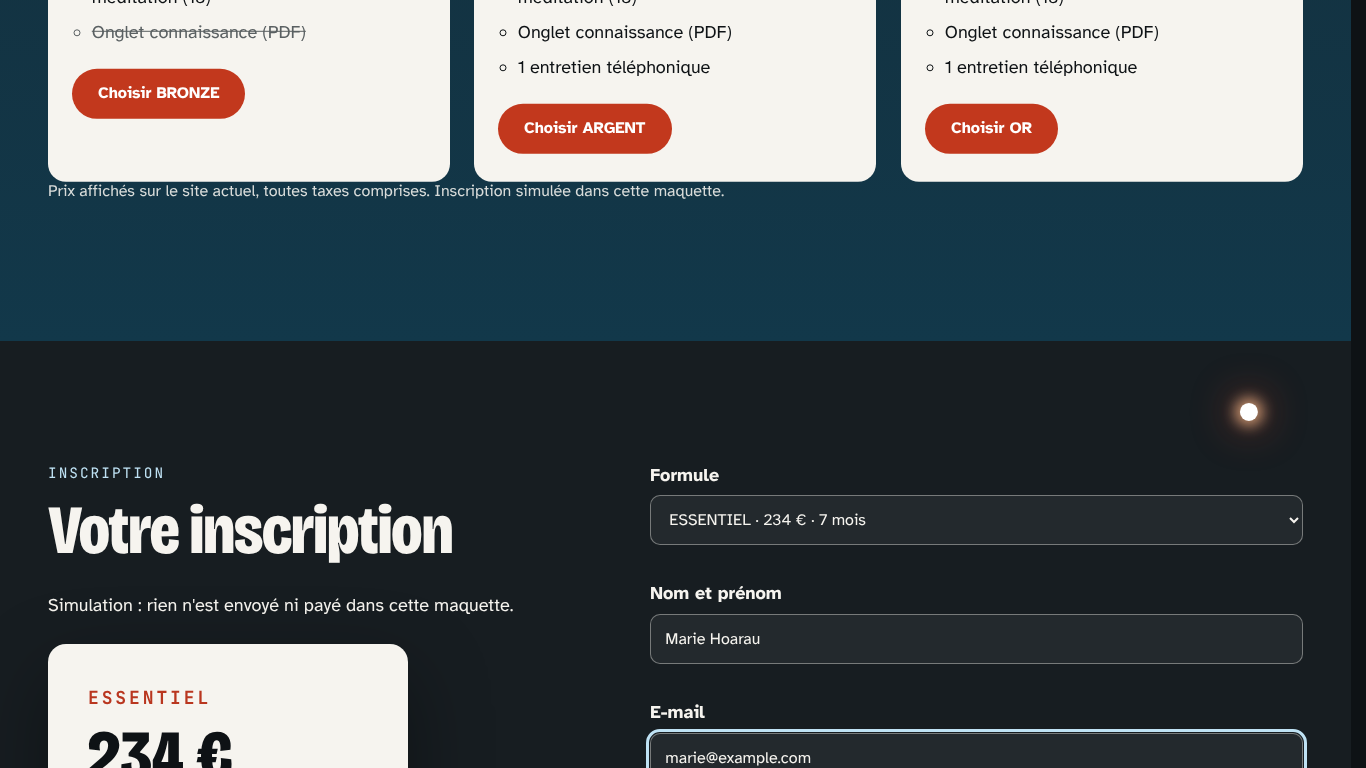 Onglet connaissance (PDF)
Choisir BRONZE
Onglet connaissance (PDF)
1 entretien téléphonique
Choisir ARGENT
Onglet connaissance (PDF)
1 entretien téléphonique
Choisir OR
Prix affichés sur le site actuel, toutes taxes comprises. Inscription simulée dans cette maquette.
INSCRIPTION
Votre inscription
Simulation : rien n'est envoyé ni payé dans cette maquette.
ESSENTIEL
234 €
Formule
ESSENTIEL · 234 € · 7 mois
Nom et prénom
Marie Hoarau
E-mail
marie@example.com